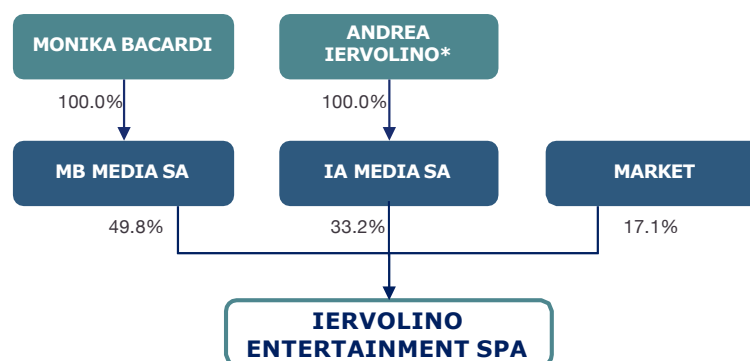 MONIKA BACARDI
ANDREA
IERVOLINO*
100.0%
100.0%
MB MEDIA SA
IA MEDIA SA
MARKET
49.8%
33.2%
17.1%
IERVOLINO
ENTERTAINMENT SPA